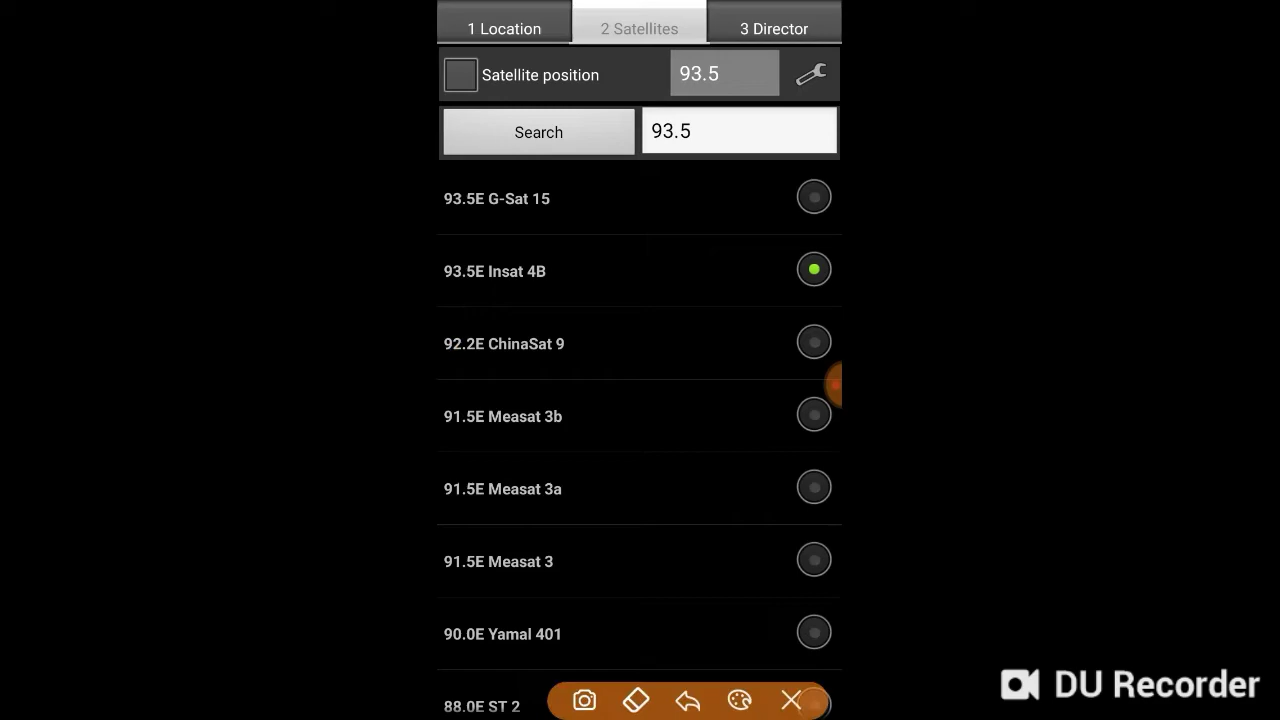 1 Location 2 Satellites 3 Director
Satellite position 93.5
Search 93.5
93.5E G-Sat 15
93.5E Insat 4B
92.2E ChinaSat 9
91.5E Measat 3b
91.5E Measat 3a
91.5E Measat 3
90.0E Yamal 401
88.0E ST 2
DU Recorder